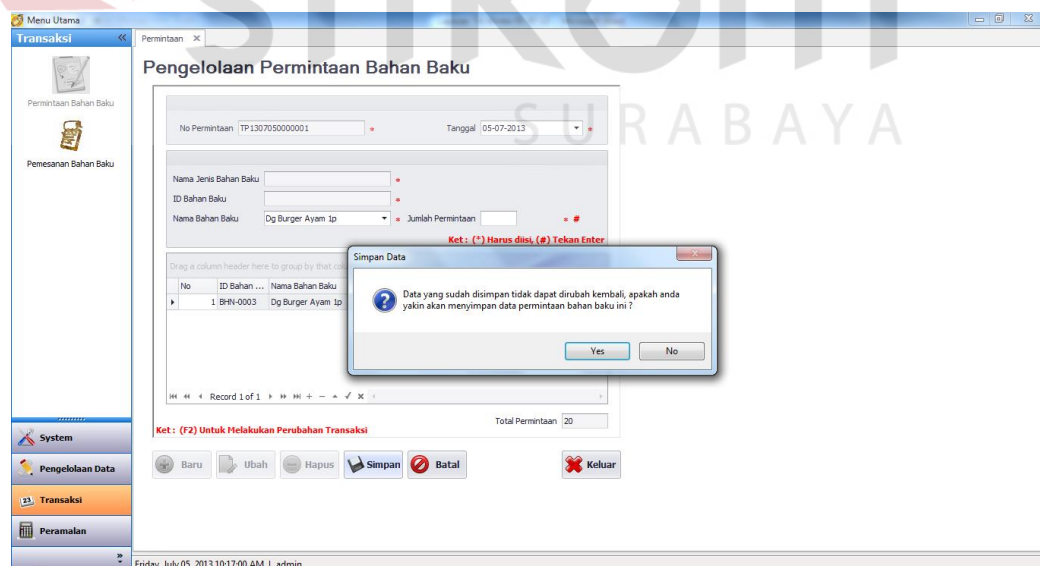 Menu Utama
Transaksi «
Permintaan Bahan Baku
Pemesanan Bahan Baku
System
Pengelolaan Data
Transaksi
Peramalan
Permintaan
Pengelolaan Permintaan Bahan Baku
SURABAYA
No Permintaan TP1307050000001 * Tanggal 05-07-2013 *
Nama Jenis Bahan Baku *
ID Bahan Baku *
Nama Bahan Baku Dg Burger Ayam 1p * Jumlah Permintaan * #
Ket : (*) Harus diisi, (#) Tekan Enter
Drag a column header here to group by that
No ID Bahan ... Nama Bahan Baku
1 BHN-0003 Dg Burger Ayam 1p
Simpan Data
Data yang sudah disimpan tidak dapat dirubah kembali, apakah anda
yakin akan menyimpan data permintaan bahan baku ini ?
Yes No
Record 1 of 1
Total Permintaan 20
Ket : (F2) Untuk Melakukan Perubahan Transaksi
Baru Ubah Hapus Simpan Batal Keluar
Friday, July 05, 2013 10:17:00 AM | admin